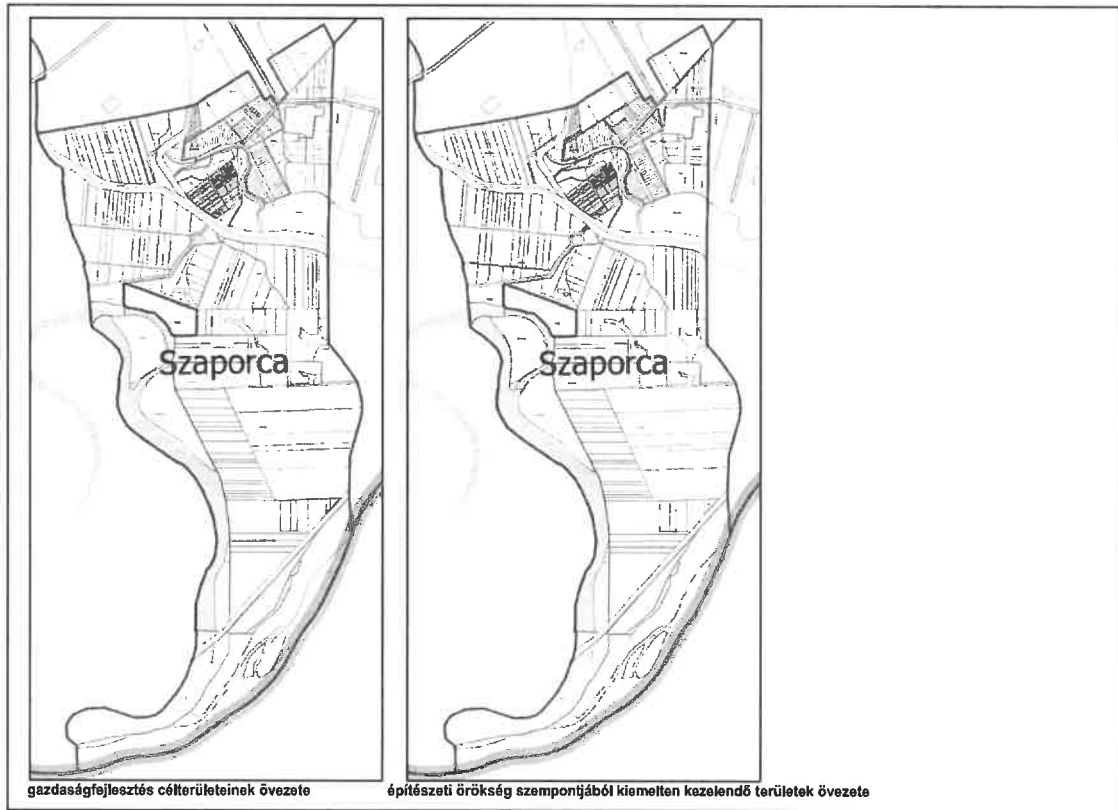 Szaporca
Szaporca
gazdaságfejlesztés célterületeinek övezete
építészeti örökség szempontjából kiemelten kezelendő területek övezete